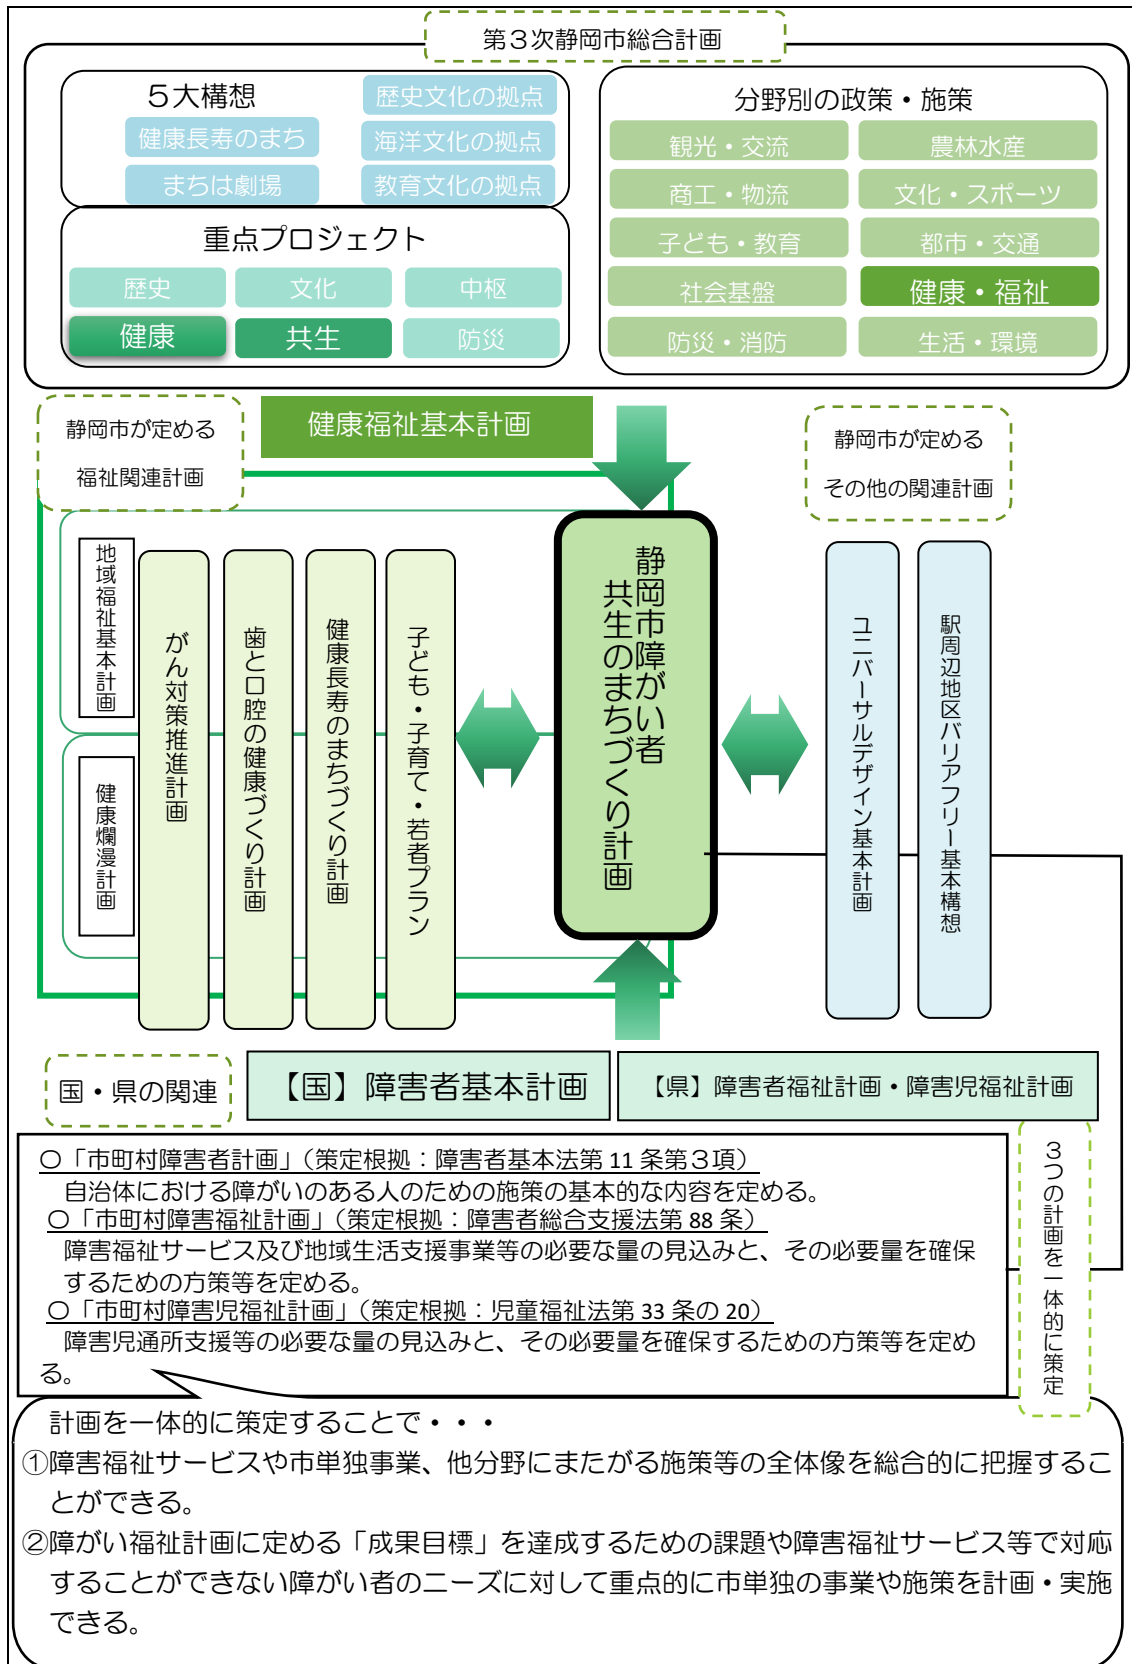 第３次静岡市総合計画
５大構想
歴史文化の拠点
健康長寿のまち
海洋文化の拠点
まちは劇場
教育文化の拠点
重点プロジェクト
歴史
文化
中枢
健康
共生
防災
分野別の政策・施策
観光・交流
農林水産
商工・物流
文化・スポーツ
子ども・教育
都市・交通
社会基盤
健康・福祉
防災・消防
生活・環境
静岡市が定める
福祉関連計画
健康福祉基本計画
静岡市が定める
その他の関連計画
地域福祉基本計画
健康爛漫計画
がん対策推進計画
歯と口腔の健康づくり計画
健康長寿のまちづくり計画
子ども・子育て・若者プラン
静岡市障がい者
共生のまちづくり計画
ユニバーサルデザイン基本計画
駅周辺地区バリアフリー基本構想
国・県の関連
【国】障害者基本計画
【県】障害者福祉計画・障害児福祉計画
〇「市町村障害者計画」（策定根拠：障害者基本法第 11 条第３項）
自治体における障がいのある人のための施策の基本的な内容を定める。
〇「市町村障害福祉計画」（策定根拠：障害者総合支援法第 88 条）
障害福祉サービス及び地域生活支援事業等の必要な量の見込みと、その必要量を確保
するための方策等を定める。
〇「市町村障害児福祉計画」（策定根拠：児童福祉法第 33 条の 20）
障害児通所支援等の必要な量の見込みと、その必要量を確保するための方策等を定め
る。
３つの計画を一体的に策定
計画を一体的に策定することで・・・
①障害福祉サービスや市単独事業、他分野にまたがる施策等の全体像を総合的に把握するこ
とができる。
②障がい福祉計画に定める「成果目標」を達成するための課題や障害福祉サービス等で対応
することができない障がい者のニーズに対して重点的に市単独の事業や施策を計画・実施
できる。